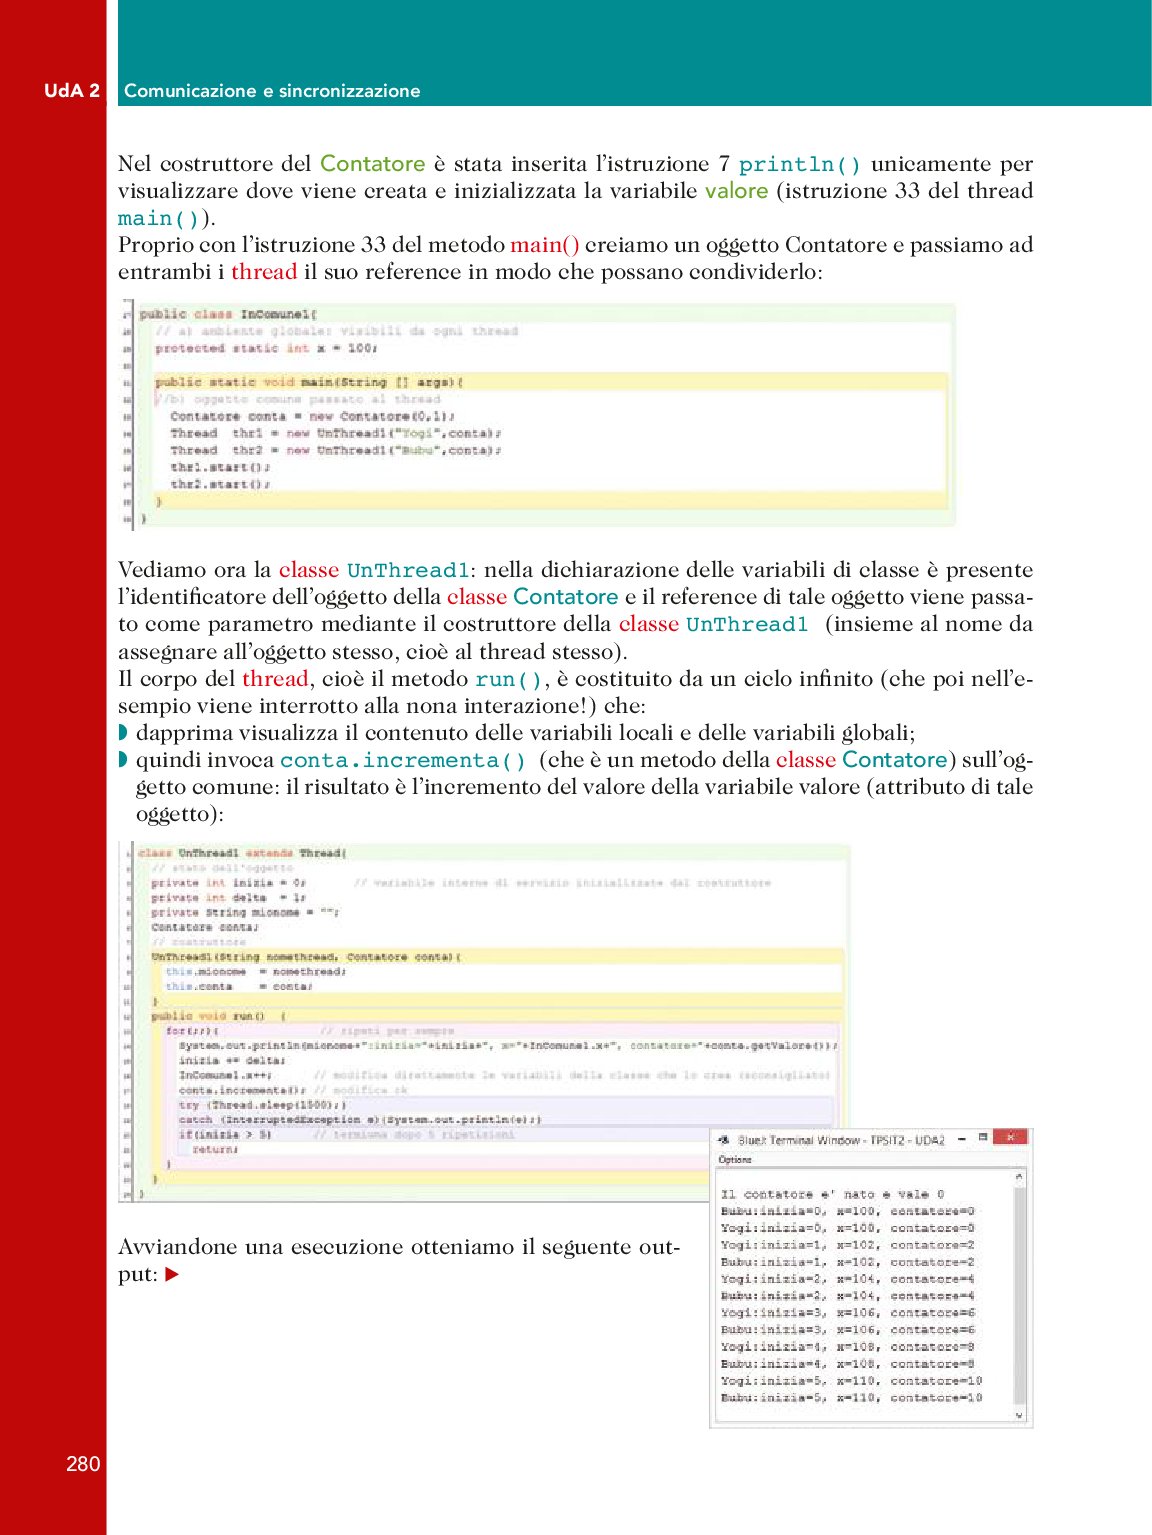 UdA 2 Comunicazione e sincronizzazione
Nel costruttore del Contatore è stata inserita l'istruzione 7 println() unicamente per
visualizzare dove viene creata e inizializzata la variabile valore (istruzione 33 del thread
main()).
Proprio con l'istruzione 33 del metodo main() creiamo un oggetto Contatore e passiamo ad
entrambi i thread il suo reference in modo che possano condividerlo:
public class InComune1{
// a) ambiente globale: visibili da ogni thread
protected static int x = 100;
public static void main(String [] args){
//b) oggetto comune passato al thread
Contatore conta = new Contatore(0,1);
Thread thr1 = new UnThread1("Yogi",conta);
Thread thr2 = new UnThread1("Bubu",conta);
thr1.start();
thr2.start();
}
}
Vediamo ora la classe UnThread1: nella dichiarazione delle variabili di classe è presente
l'identificatore dell'oggetto della classe Contatore e il reference di tale oggetto viene passa-
to come parametro mediante il costruttore della classe UnThread1 (insieme al nome da
assegnare all'oggetto stesso, cioè al thread stesso).
Il corpo del thread, cioè il metodo run(), è costituito da un ciclo infinito (che poi nell'e-
sempio viene interrotto alla nona interazione!) che:
◗ dapprima visualizza il contenuto delle variabili locali e delle variabili globali;
◗ quindi invoca conta.incrementa() (che è un metodo della classe Contatore) sull'og-
getto comune: il risultato è l'incremento del valore della variabile valore (attributo di tale
oggetto):
class UnThread1 extends Thread{
// stato dell'oggetto
private int inizia = 0; // variabile interne di servizio inizializzate dal costruttore
private int delta = 1;
private String mionome = "";
Contatore conta;
// costruttore
UnThread1(String nomethread, Contatore conta){
this.mionome = nomethread;
this.conta = conta;
}
public void run() {
for(;;){ // ripeti per sempre
System.out.println(mionome+":inizia="+inizia+", x="+InComune1.x+", contatore="+conta.getValore());
inizia += delta;
InComune1.x++; // modifica direttamente le variabili della classe che lo crea (sconsigliato)
conta.incrementa(); // modifica ok
try {Thread.sleep(1500);}
catch (InterruptedException e){System.out.println(e);}
if(inizia > 5) // termina dopo 5 ripetizioni
return;
}
}
}
BlueJ: Terminal Window - TPSIT2 - UDA2
Options
Il contatore e' nato e vale 0
Bubu:inizia=0, x=100, contatore=0
Yogi:inizia=0, x=100, contatore=0
Yogi:inizia=1, x=102, contatore=2
Bubu:inizia=1, x=102, contatore=2
Yogi:inizia=2, x=104, contatore=4
Bubu:inizia=2, x=104, contatore=4
Yogi:inizia=3, x=106, contatore=6
Bubu:inizia=3, x=106, contatore=6
Yogi:inizia=4, x=108, contatore=8
Bubu:inizia=4, x=108, contatore=8
Yogi:inizia=5, x=110, contatore=10
Bubu:inizia=5, x=110, contatore=10
Avviandone una esecuzione otteniamo il seguente out-
put: ▶
280